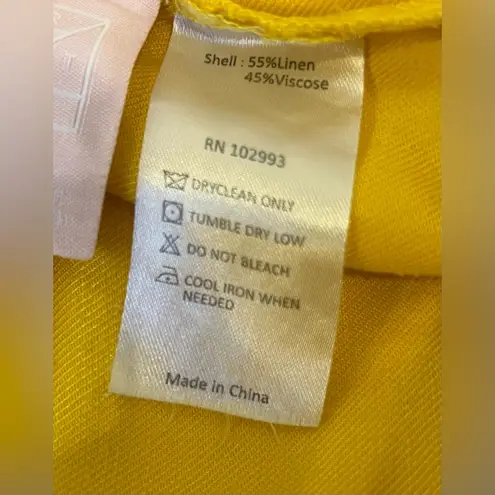 Shell : 55%Linen
45%Viscose
RN 102993
DRYCLEAN ONLY
TUMBLE DRY LOW
DO NOT BLEACH
COOL IRON WHEN
NEEDED
Made in China